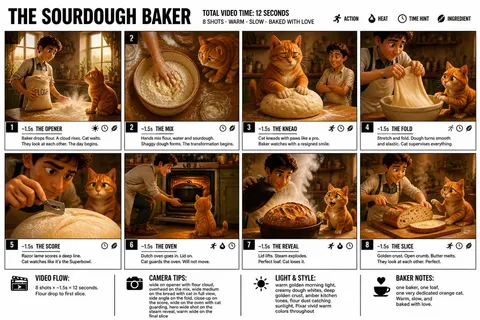 THE SOURDOUGH BAKER
TOTAL VIDEO TIME: 12 SECONDS
8 SHOTS • WARM • SLOW • BAKED WITH LOVE
ACTION
HEAT
TIME HINT
INGREDIENT
FLOUR
1
~1.5s THE OPENER
Baker drops flour. A cloud rises. Cat waits.
They look at each other. The day begins.
2
~1.5s THE MIX
Hands mix flour, water and sourdough.
Shaggy dough forms. The transformation begins.
3
~1.5s THE KNEAD
Cat kneads with paws like a pro.
Baker watches with a resigned smile.
4
~1.5s THE FOLD
Stretch and fold. Dough turns smooth
and elastic. Cat supervises everything.
5
~1.5s THE SCORE
Razor lame scores a deep line.
Cat watches like it's the Superbowl.
6
~1.5s THE OVEN
Dutch oven goes in. Lid on.
Cat guards the oven. Will not move.
7
~1.5s THE REVEAL
Lid lifts. Steam explodes.
Perfect loaf. Cat loses it.
8
~1.5s THE SLICE
Golden crust. Open crumb. Butter melts.
They look at each other. Perfect.
VIDEO FLOW:
8 shots × ~1.5s = 12 seconds.
Flour drop to first slice.
CAMERA TIPS:
wide on opener with flour cloud,
overhead on the mix, wide medium
on the knead with cat in full view,
side angle on the fold, close-up
on the score, wide on the oven with cat
guarding, hero wide shot on the
steam reveal, warm wide on the
final slice
LIGHT & STYLE:
warm golden morning light,
creamy dough whites, deep
golden crust, amber kitchen
tones, flour dust catching
sunlight, Pixar vivid warm
colors throughout
BAKER NOTES:
one baker, one loaf,
one very dedicated orange cat.
Warm, slow, and
baked with love.